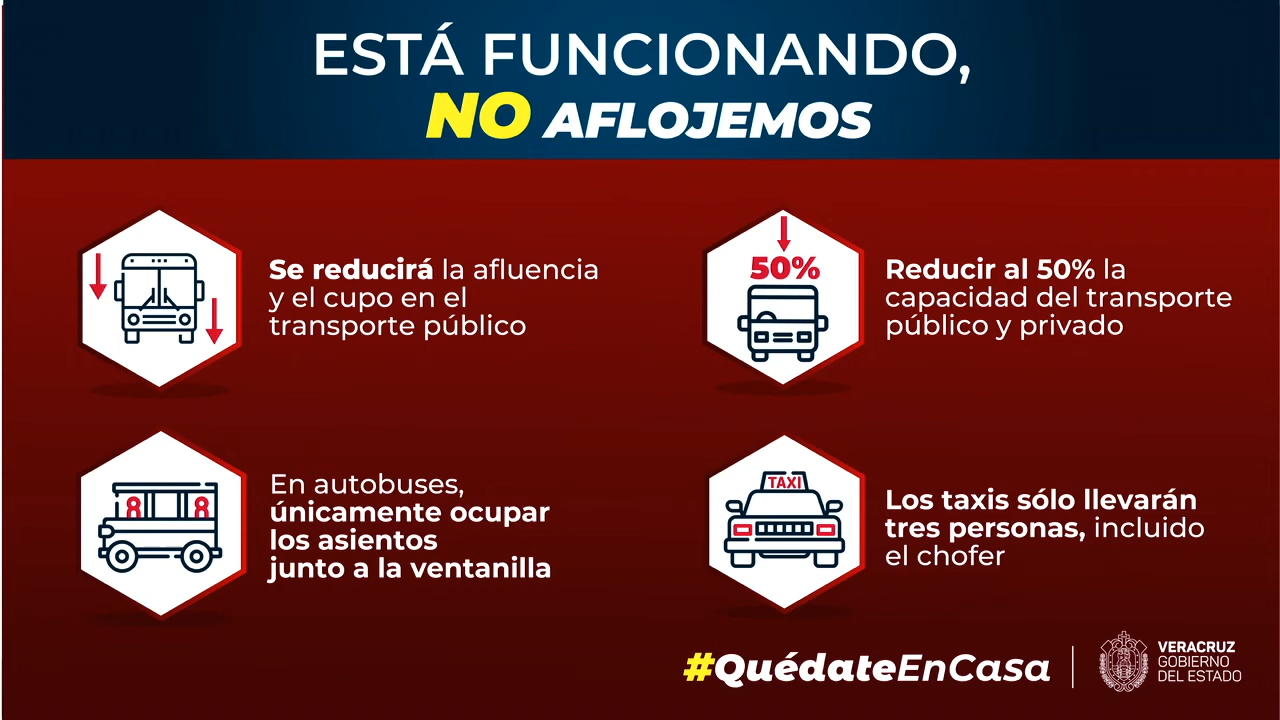 ESTÁ FUNCIONANDO,
NO AFLOJEMOS
Se reducirá la afluencia
y el cupo en el
transporte público
50%
Reducir al 50% la
capacidad del transporte
público y privado
En autobuses,
únicamente ocupar
los asientos
junto a la ventanilla
TAXI
Los taxis sólo llevarán
tres personas, incluido
el chofer
#QuédateEnCasa
VERACRUZ
GOBIERNO
DEL ESTADO